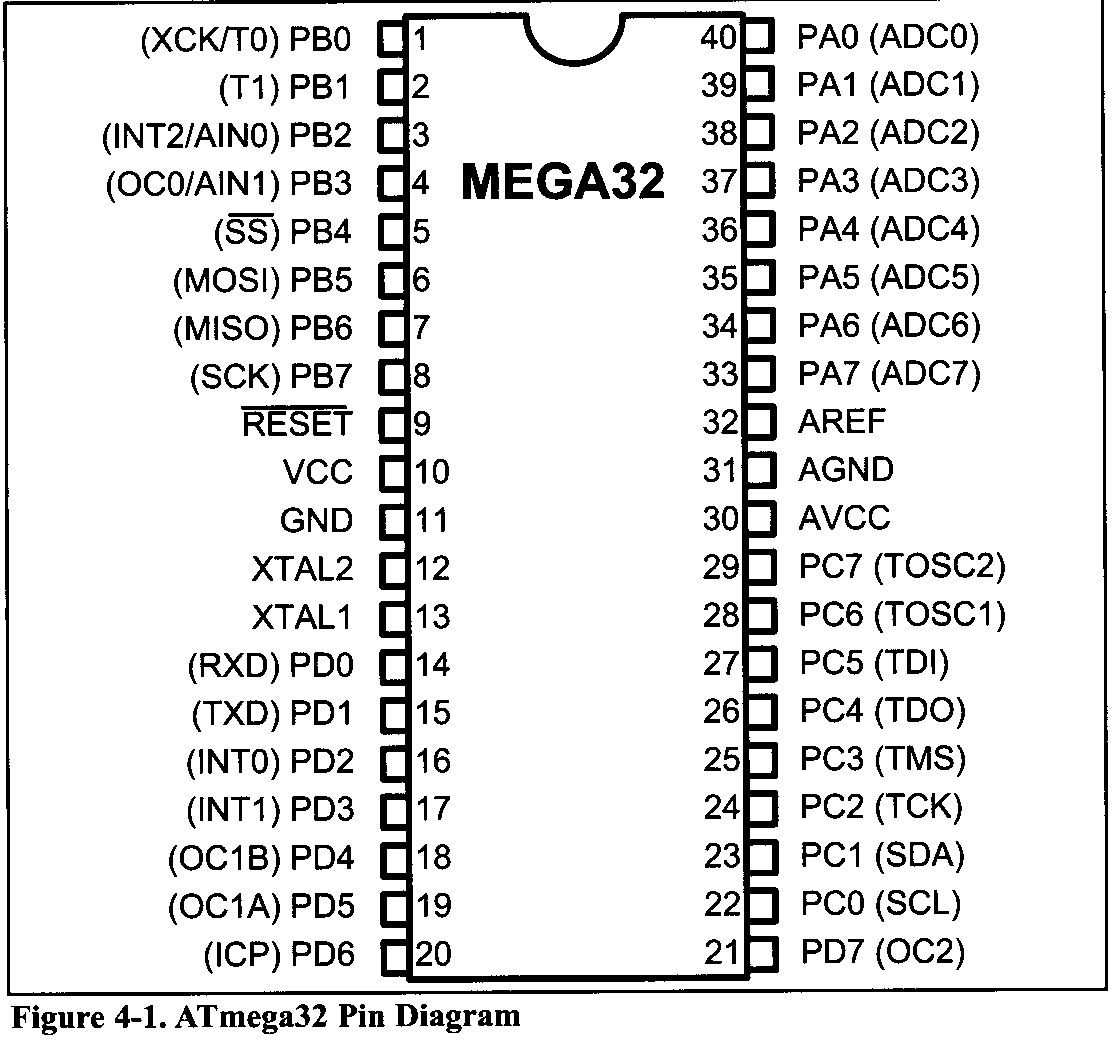 (XCK/T0) PB0 1 40 PA0 (ADC0)
(T1) PB1 2 39 PA1 (ADC1)
(INT2/AIN0) PB2 3 38 PA2 (ADC2)
(OC0/AIN1) PB3 4 MEGA32 37 PA3 (ADC3)
(SS) PB4 5 36 PA4 (ADC4)
(MOSI) PB5 6 35 PA5 (ADC5)
(MISO) PB6 7 34 PA6 (ADC6)
(SCK) PB7 8 33 PA7 (ADC7)
RESET 9 32 AREF
VCC 10 31 AGND
GND 11 30 AVCC
XTAL2 12 29 PC7 (TOSC2)
XTAL1 13 28 PC6 (TOSC1)
(RXD) PD0 14 27 PC5 (TDI)
(TXD) PD1 15 26 PC4 (TDO)
(INT0) PD2 16 25 PC3 (TMS)
(INT1) PD3 17 24 PC2 (TCK)
(OC1B) PD4 18 23 PC1 (SDA)
(OC1A) PD5 19 22 PC0 (SCL)
(ICP) PD6 20 21 PD7 (OC2)
Figure 4-1. ATmega32 Pin Diagram